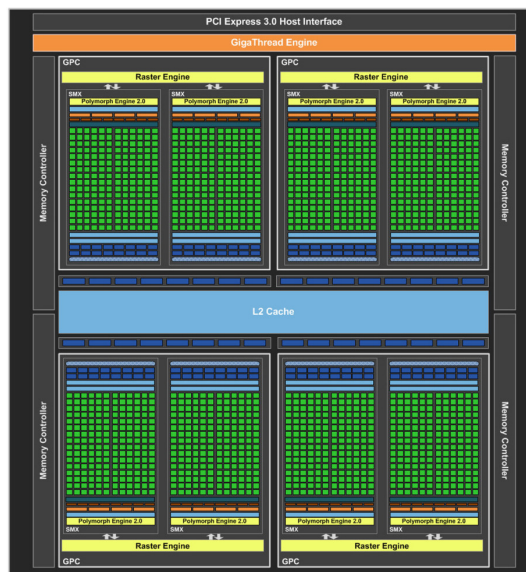 PCI Express 3.0 Host Interface
GigaThread Engine
Memory Controller
GPC
Raster Engine
SMX
Polymorph Engine 2.0
SMX
Polymorph Engine 2.0
GPC
Raster Engine
SMX
Polymorph Engine 2.0
SMX
Polymorph Engine 2.0
Memory Controller
L2 Cache
Memory Controller
Polymorph Engine 2.0
SMX
Polymorph Engine 2.0
SMX
Raster Engine
GPC
Polymorph Engine 2.0
SMX
Polymorph Engine 2.0
SMX
Raster Engine
GPC
Memory Controller